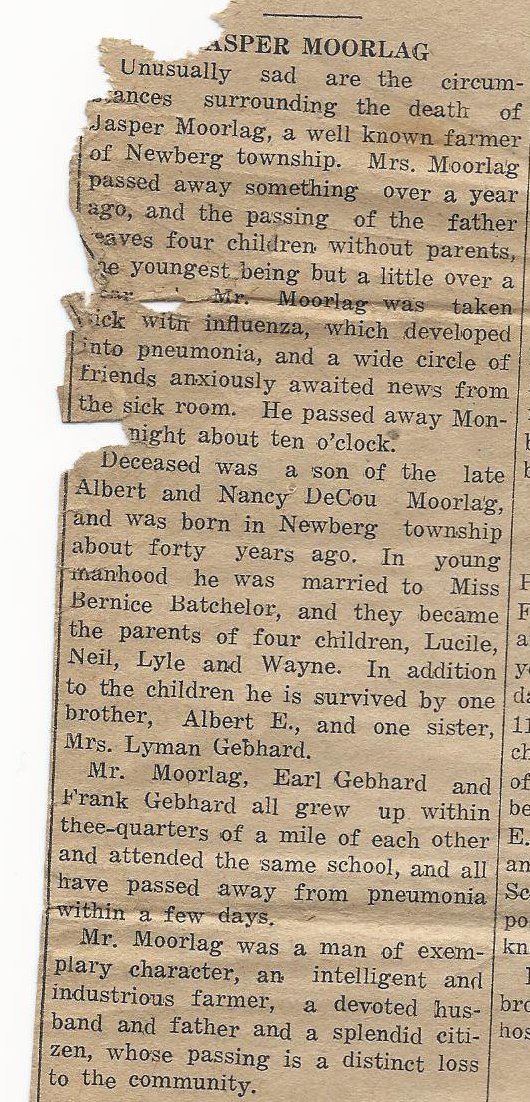 ASPER MOORLAG
Unusually sad are the circum-
ances surrounding the death of
Jasper Moorlag, a well known farmer
of Newberg township. Mrs. Moorlag
passed away something over a year
ago, and the passing of the father
eaves four children without parents,
he youngest being but a little over a
Mr. Moorlag was taken
sick with influenza, which developed
into pneumonia, and a wide circle of
friends anxiously awaited news from
the sick room. He passed away Mon-
night about ten o'clock.
Deceased was a son of the late
Albert and Nancy DeCou Moorlag,
and was born in Newberg township
about forty years ago. In young
manhood he was married to Miss
Bernice Batchelor, and they became
the parents of four children, Lucile,
Neil, Lyle and Wayne. In addition
to the children he is survived by one
brother, Albert E., and one sister,
Mrs. Lyman Gebhard.
Mr. Moorlag, Earl Gebhard and
Frank Gebhard all grew up within
thee-quarters of a mile of each other
and attended the same school, and all
have passed away from pneumonia
within a few days.
Mr. Moorlag was a man of exem-
plary character, an intelligent and
industrious farmer, a devoted hus-
band and father and a splendid citi-
zen, whose passing is a distinct loss
to the community.